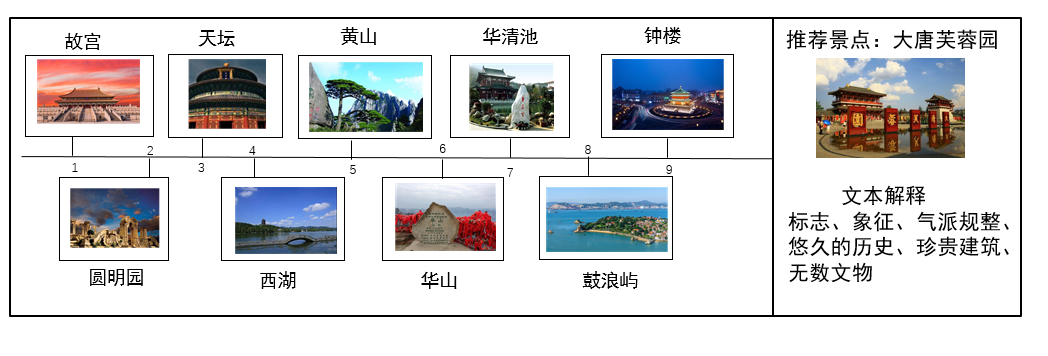 故宫
天坛
黄山
华清池
钟楼
1
2
3
4
5
6
7
8
9
圆明园
西湖
华山
鼓浪屿
推荐景点：大唐芙蓉园
文本解释
标志、象征、气派规整、
悠久的历史、珍贵建筑、
无数文物